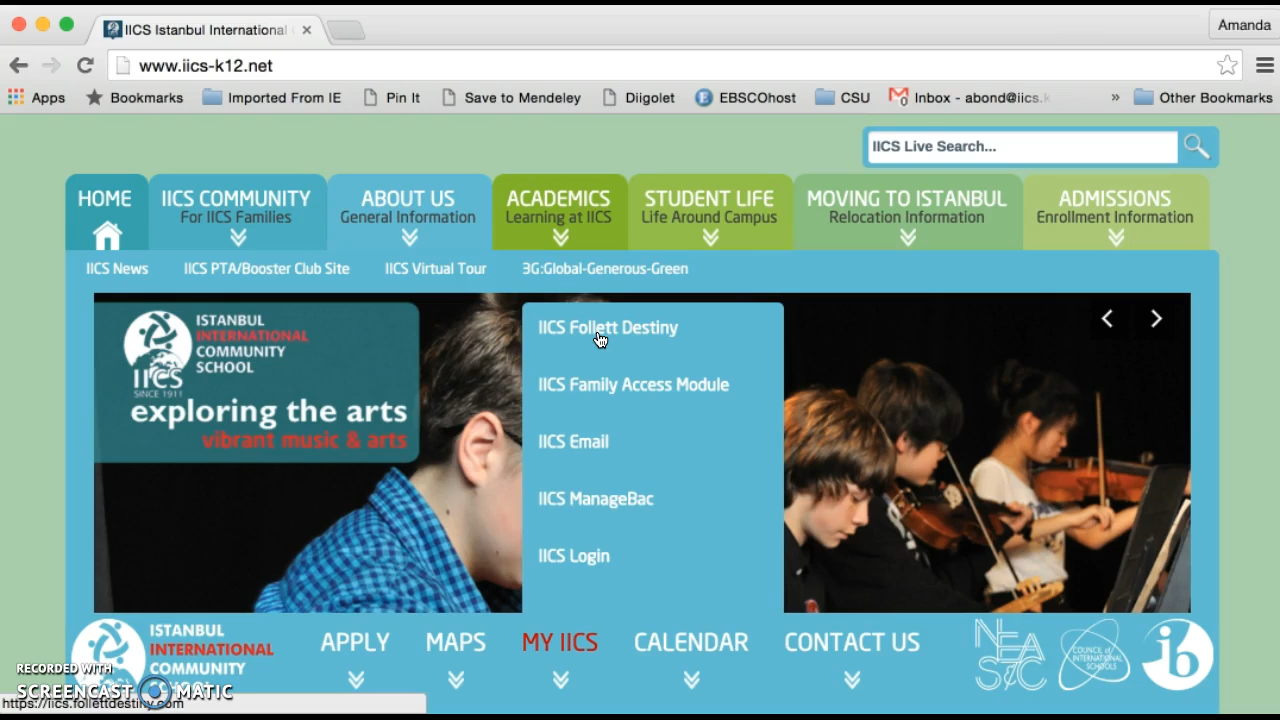 IICS Istanbul International
Amanda
www.iics-k12.net
Apps Bookmarks Imported From IE Pin It Save to Mendeley Diigolet EBSCOhost CSU Inbox - abond@iics.k » Other Bookmarks
IICS Live Search...
HOME IICS COMMUNITY ABOUT US ACADEMICS STUDENT LIFE MOVING TO ISTANBUL ADMISSIONS
For IICS Families General Information Learning at IICS Life Around Campus Relocation Information Enrollment Information
IICS News IICS PTA/Booster Club Site IICS Virtual Tour 3G:Global-Generous-Green
ISTANBUL
INTERNATIONAL
COMMUNITY
SCHOOL
IICS
SINCE 1911
exploring the arts
vibrant music & arts
IICS Follett Destiny
IICS Family Access Module
IICS Email
IICS ManageBac
IICS Login
ISTANBUL
INTERNATIONAL
COMMUNITY
APPLY MAPS MY IICS CALENDAR CONTACT US
NEASC
COUNCIL of
INTERNATIONAL
SCHOOLS
ib
RECORDED WITH
SCREENCAST MATIC
https://iics.follettdestiny.com